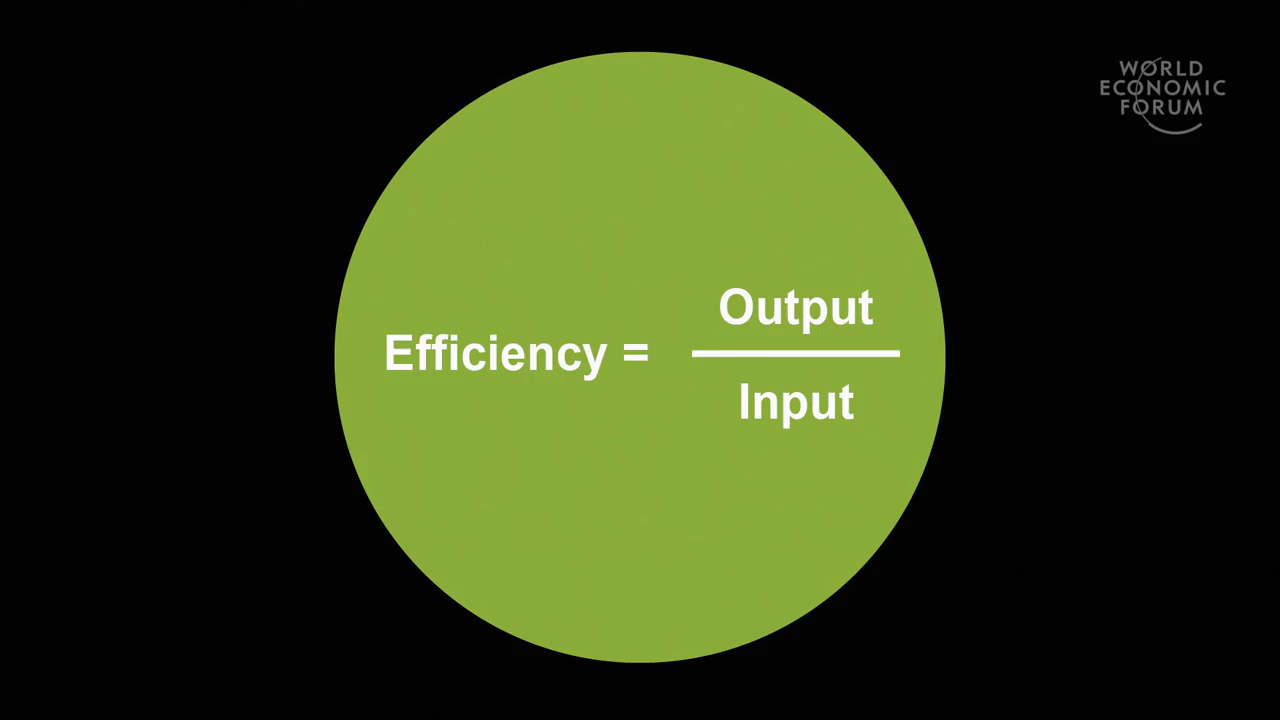 WORLD
ECONOMIC
FORUM
Output
Efficiency =
Input